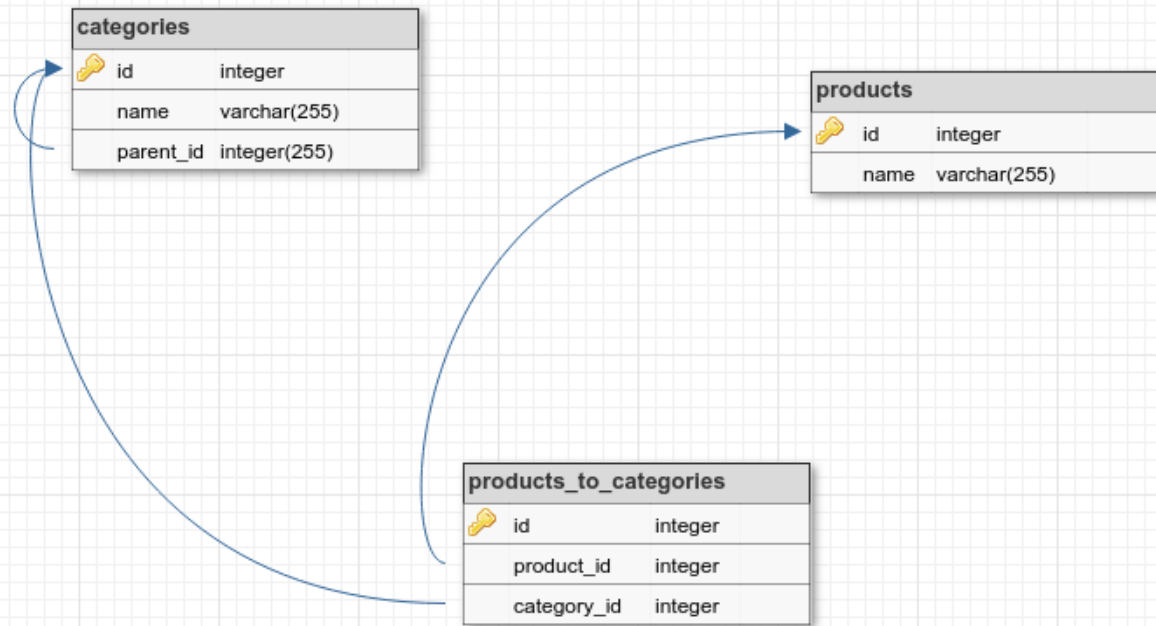 categories
id integer
name varchar(255)
parent_id integer(255)
products
id integer
name varchar(255)
products_to_categories
id integer
product_id integer
category_id integer